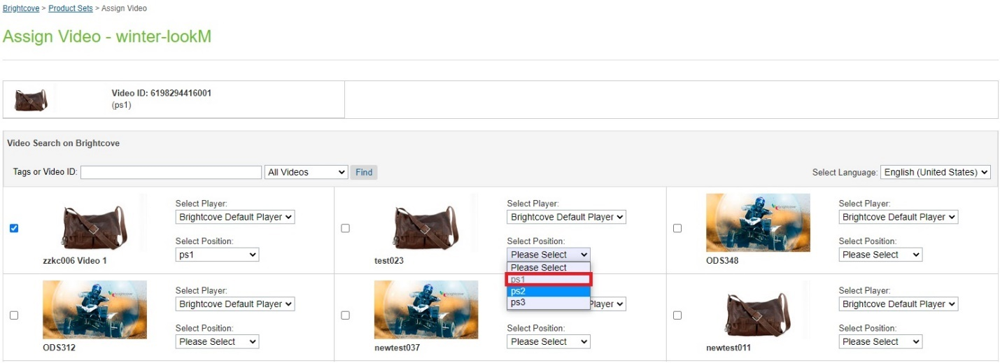 Brightcove > Product Sets > Assign Video
Assign Video - winter-lookM
Video ID: 6198294416001
(ps1)
Video Search on Brightcove
Tags or Video ID: All Videos Find Select Language: English (United States)
Select Player:
Brightcove Default Player
Select Position:
ps1
zzkc006 Video 1
Select Player:
Brightcove Default Player
Select Position:
Please Select
Please Select
ps1
ps2
ps3
test023
brightcove
Select Player:
Brightcove Default Player
Select Position:
Please Select
ODS348
brightcove
Select Player:
Brightcove Default Player
Select Position:
Please Select
ODS312
brightcove
Player
Select Position:
Please Select
newtest037
Select Player:
Brightcove Default Player
Select Position:
Please Select
newtest011